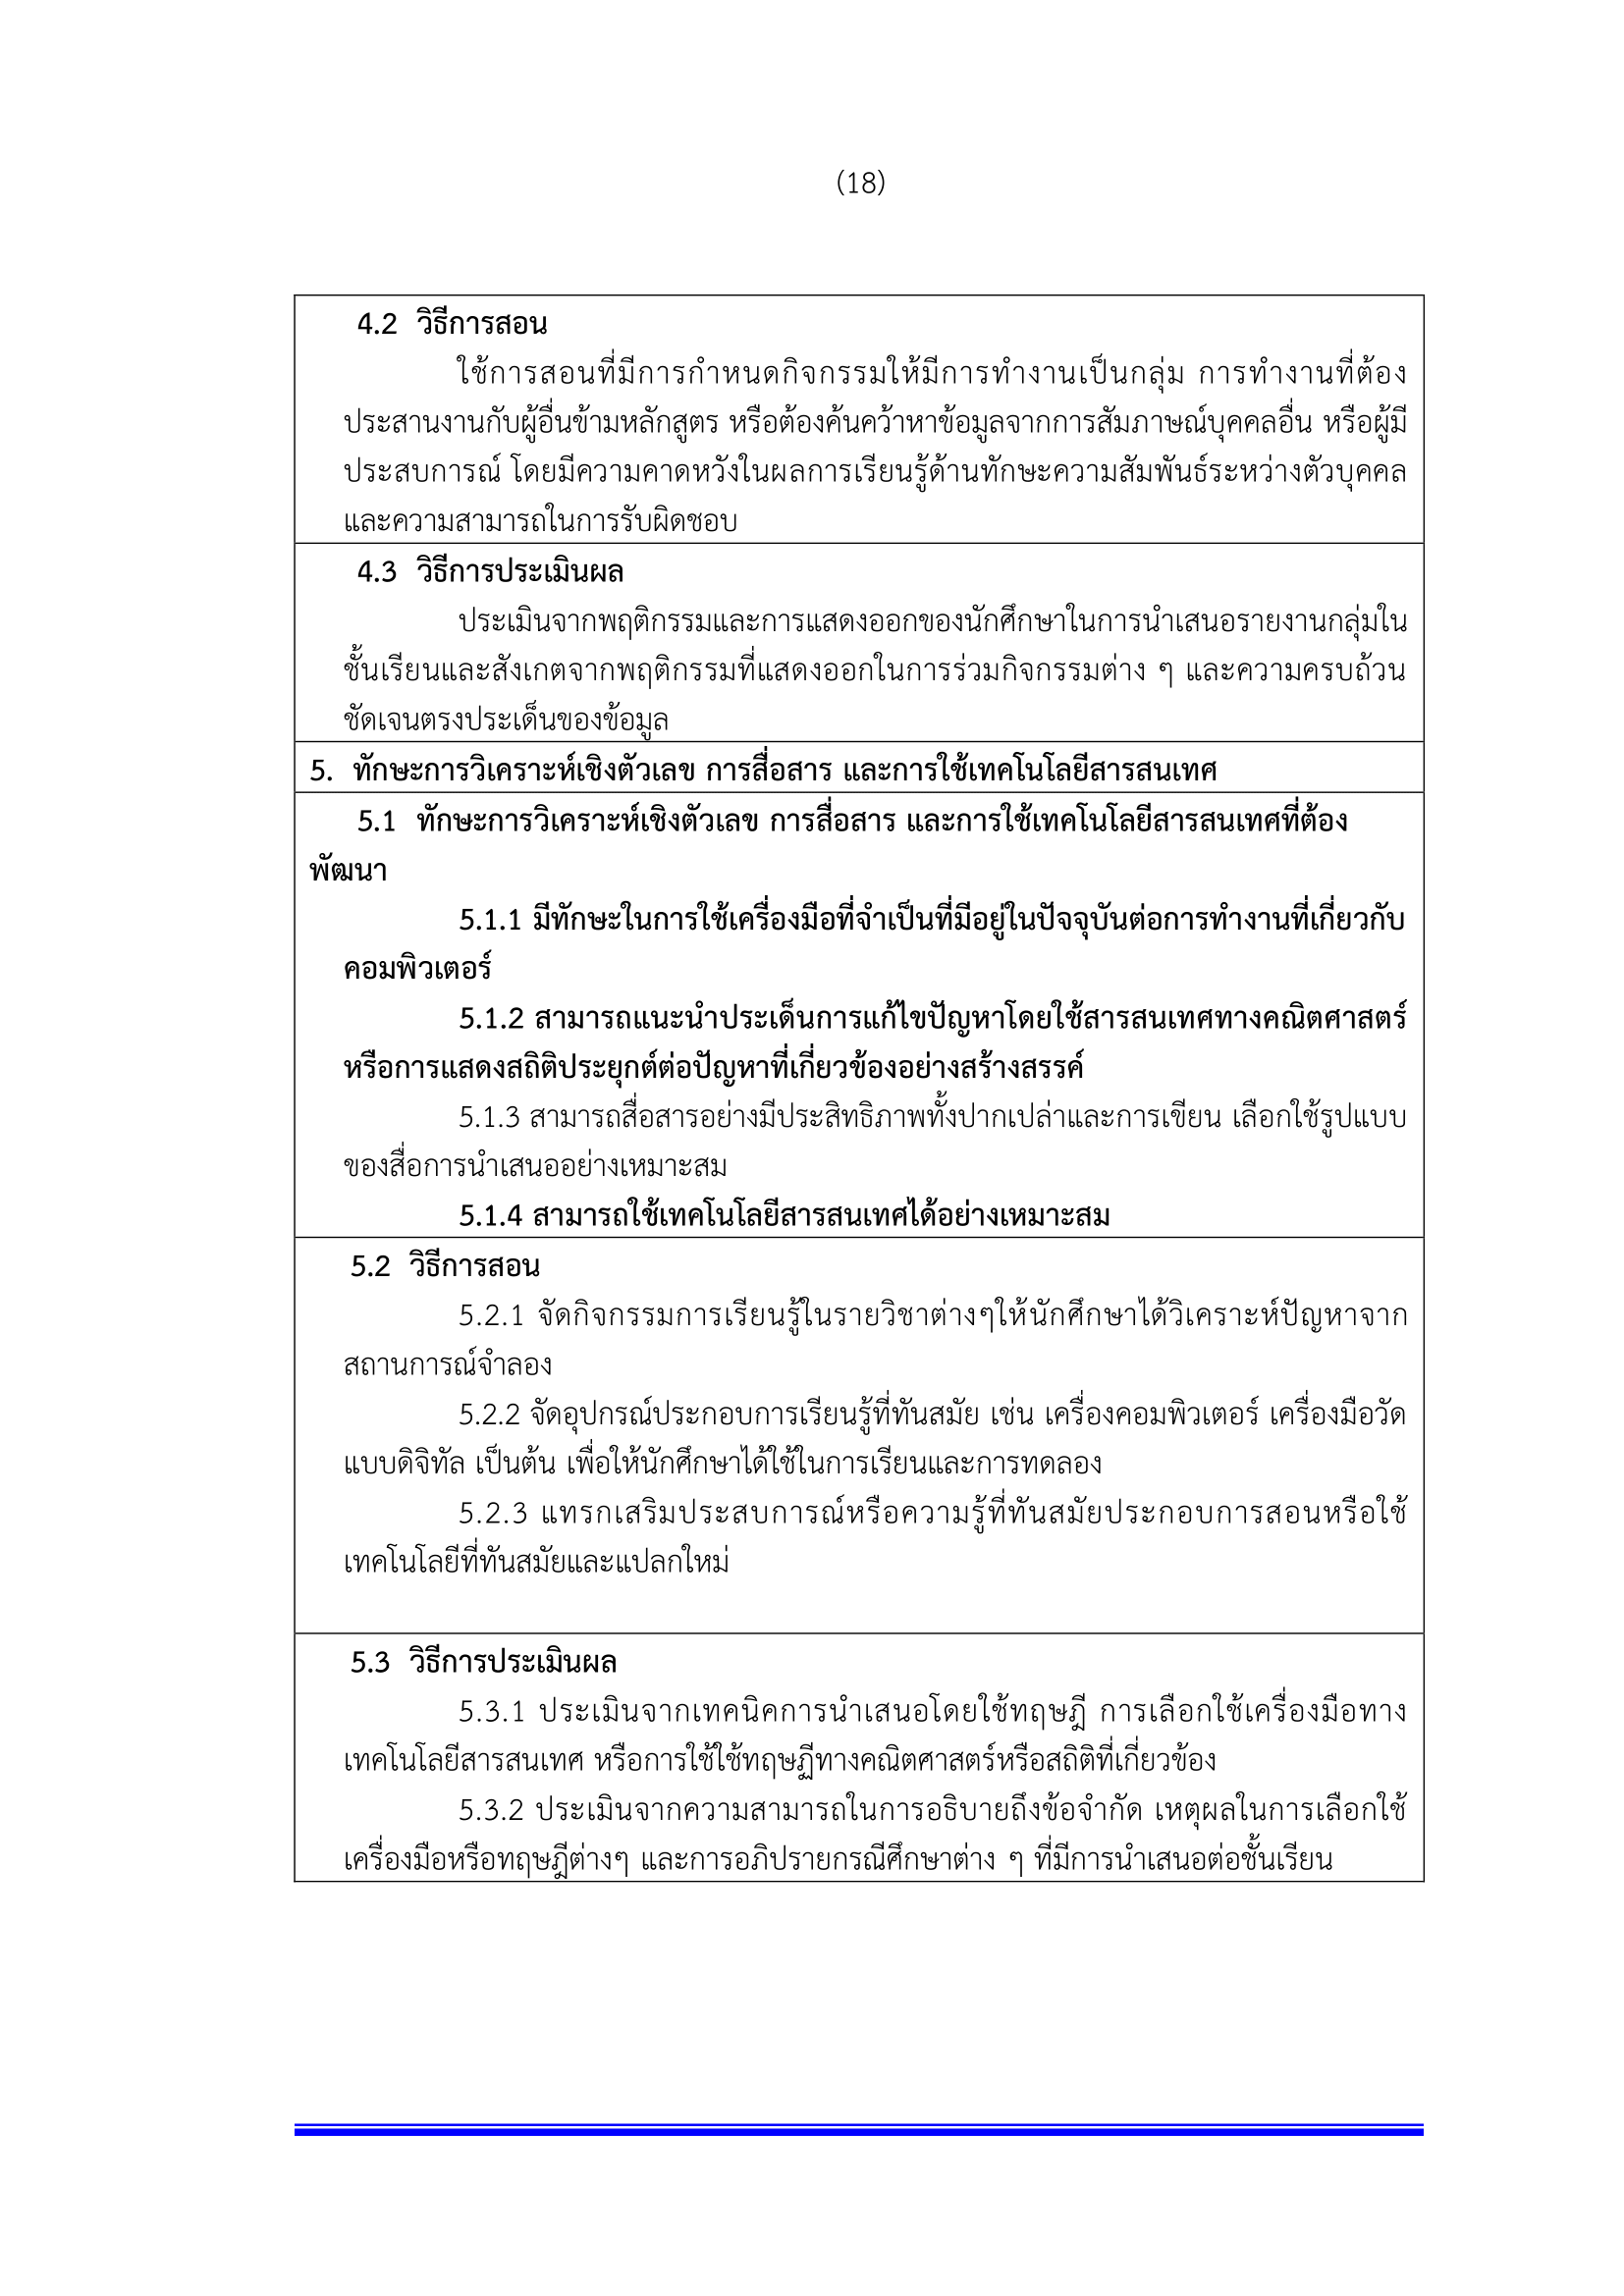 (18)
4.2 วิธีการสอน
ใช้การสอนที่มีการกำหนดกิจกรรมให้มีการทำงานเป็นกลุ่ม การทำงานที่ต้อง
ประสานงานกับผู้อื่นข้ามหลักสูตร หรือต้องค้นคว้าหาข้อมูลจากการสัมภาษณ์บุคคลอื่น หรือผู้มี
ประสบการณ์ โดยมีความคาดหวังในผลการเรียนรู้ด้านทักษะความสัมพันธ์ระหว่างตัวบุคคล
และความสามารถในการรับผิดชอบ
4.3 วิธีการประเมินผล
ประเมินจากพฤติกรรมและการแสดงออกของนักศึกษาในการนำเสนอรายงานกลุ่มใน
ชั้นเรียนและสังเกตจากพฤติกรรมที่แสดงออกในการร่วมกิจกรรมต่าง ๆ และความครบถ้วน
ชัดเจนตรงประเด็นของข้อมูล
5. ทักษะการวิเคราะห์เชิงตัวเลข การสื่อสาร และการใช้เทคโนโลยีสารสนเทศ
5.1 ทักษะการวิเคราะห์เชิงตัวเลข การสื่อสาร และการใช้เทคโนโลยีสารสนเทศที่ต้อง
พัฒนา
5.1.1 มีทักษะในการใช้เครื่องมือที่จำเป็นที่มีอยู่ในปัจจุบันต่อการทำงานที่เกี่ยวกับ
คอมพิวเตอร์
5.1.2 สามารถแนะนำประเด็นการแก้ไขปัญหาโดยใช้สารสนเทศทางคณิตศาสตร์
หรือการแสดงสถิติประยุกต์ต่อปัญหาที่เกี่ยวข้องอย่างสร้างสรรค์
5.1.3 สามารถสื่อสารอย่างมีประสิทธิภาพทั้งปากเปล่าและการเขียน เลือกใช้รูปแบบ
ของสื่อการนำเสนออย่างเหมาะสม
5.1.4 สามารถใช้เทคโนโลยีสารสนเทศได้อย่างเหมาะสม
5.2 วิธีการสอน
5.2.1 จัดกิจกรรมการเรียนรู้ในรายวิชาต่างๆให้นักศึกษาได้วิเคราะห์ปัญหาจาก
สถานการณ์จำลอง
5.2.2 จัดอุปกรณ์ประกอบการเรียนรู้ที่ทันสมัย เช่น เครื่องคอมพิวเตอร์ เครื่องมือวัด
แบบดิจิทัล เป็นต้น เพื่อให้นักศึกษาได้ใช้ในการเรียนและการทดลอง
5.2.3 แทรกเสริมประสบการณ์หรือความรู้ที่ทันสมัยประกอบการสอนหรือใช้
เทคโนโลยีที่ทันสมัยและแปลกใหม่
5.3 วิธีการประเมินผล
5.3.1 ประเมินจากเทคนิคการนำเสนอโดยใช้ทฤษฎี การเลือกใช้เครื่องมือทาง
เทคโนโลยีสารสนเทศ หรือการใช้ใช้ทฤษฏีทางคณิตศาสตร์หรือสถิติที่เกี่ยวข้อง
5.3.2 ประเมินจากความสามารถในการอธิบายถึงข้อจำกัด เหตุผลในการเลือกใช้
เครื่องมือหรือทฤษฎีต่างๆ และการอภิปรายกรณีศึกษาต่าง ๆ ที่มีการนำเสนอต่อชั้นเรียน